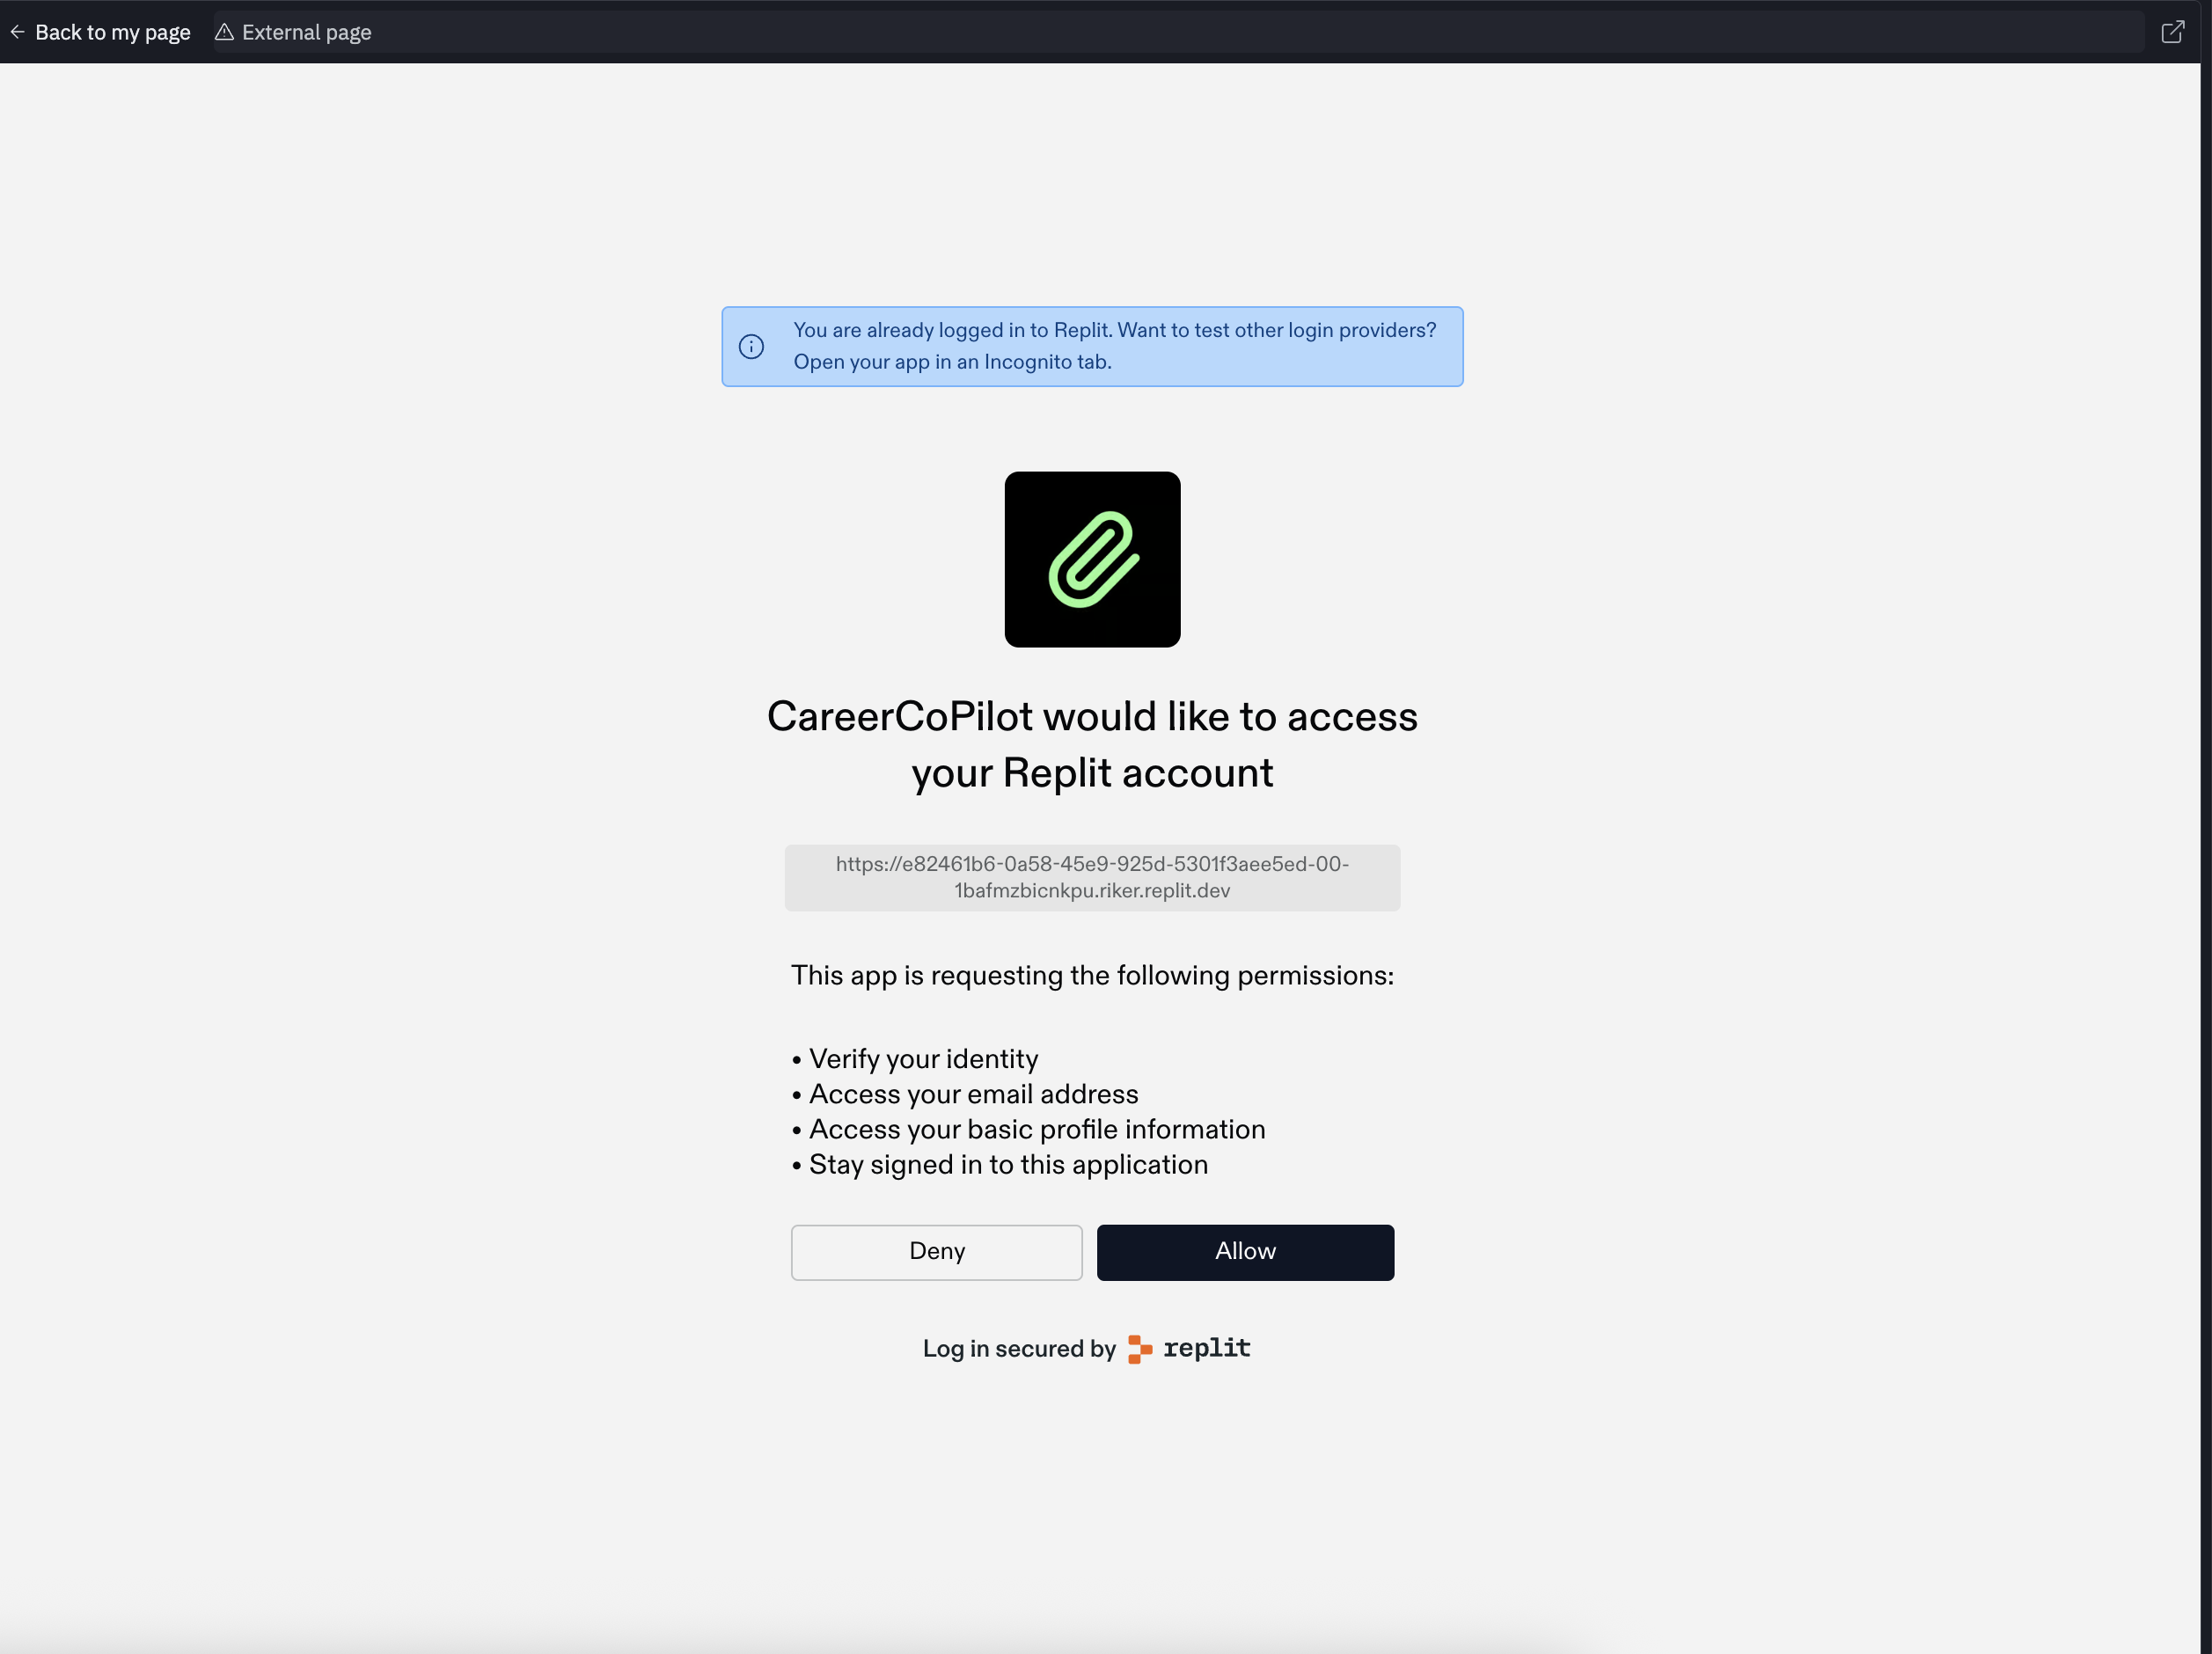 Back to my page
External page
You are already logged in to Replit. Want to test other login providers?
Open your app in an Incognito tab.
CareerCoPilot would like to access
your Replit account
https://e82461b6-0a58-45e9-925d-5301f3aee5ed-00-
1bafmzbicnkpu.riker.replit.dev
This app is requesting the following permissions:
• Verify your identity
• Access your email address
• Access your basic profile information
• Stay signed in to this application
Deny
Allow
Log in secured by replit